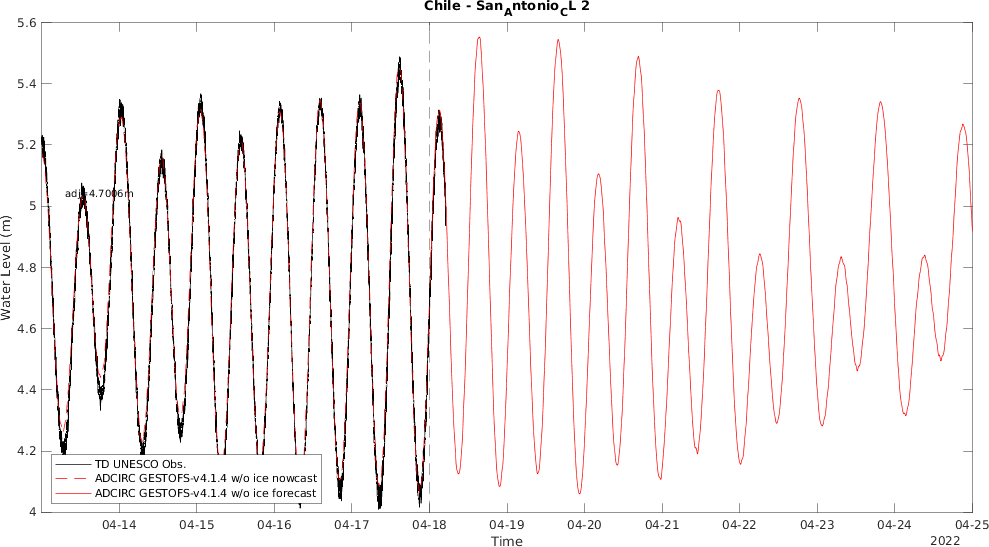 Chile - SanAntonioCL 2
5.6
5.4
5.2
5
4.8
4.6
4.4
4.2
4
Water Level (m)
adj=4.7006m
TD UNESCO Obs.
ADCIRC GESTOFS-v4.1.4 w/o ice nowcast
ADCIRC GESTOFS-v4.1.4 w/o ice forecast
04-14 04-15 04-16 04-17 04-18 04-19 04-20 04-21 04-22 04-23 04-24 04-25
Time
2022